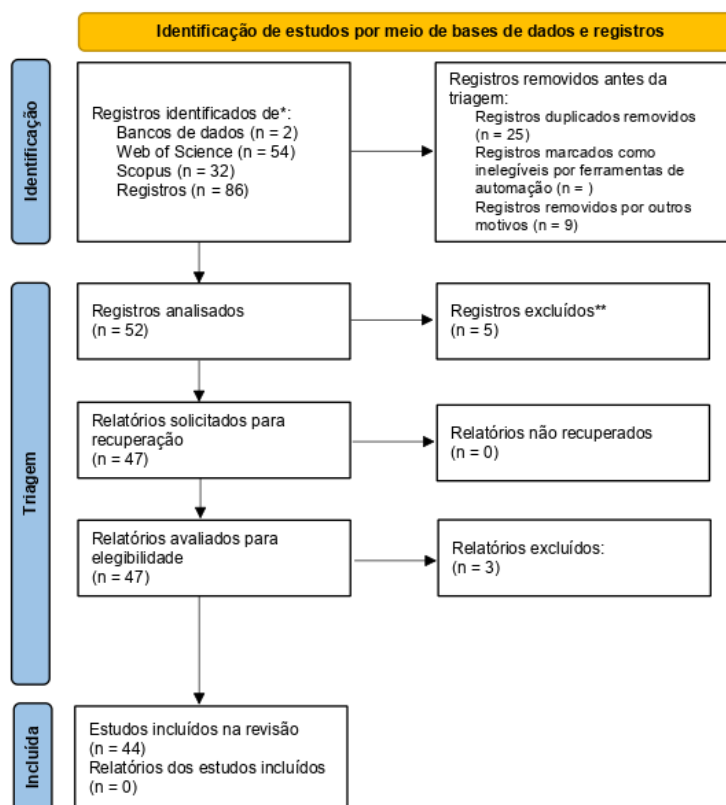 Identificação de estudos por meio de bases de dados e registros
Identificação
Registros identificados de*:
Bancos de dados (n = 2)
Web of Science (n = 54)
Scopus (n = 32)
Registros (n = 86)
Registros removidos antes da
triagem:
Registros duplicados removidos
(n = 25)
Registros marcados como
inelegíveis por ferramentas de
automação (n = )
Registros removidos por outros
motivos (n = 9)
Triagem
Registros analisados
(n = 52)
Registros excluídos**
(n = 5)
Relatórios solicitados para
recuperação
(n = 47)
Relatórios não recuperados
(n = 0)
Relatórios avaliados para
elegibilidade
(n = 47)
Relatórios excluídos:
(n = 3)
Incluída
Estudos incluídos na revisão
(n = 44)
Relatórios dos estudos incluídos
(n = 0)